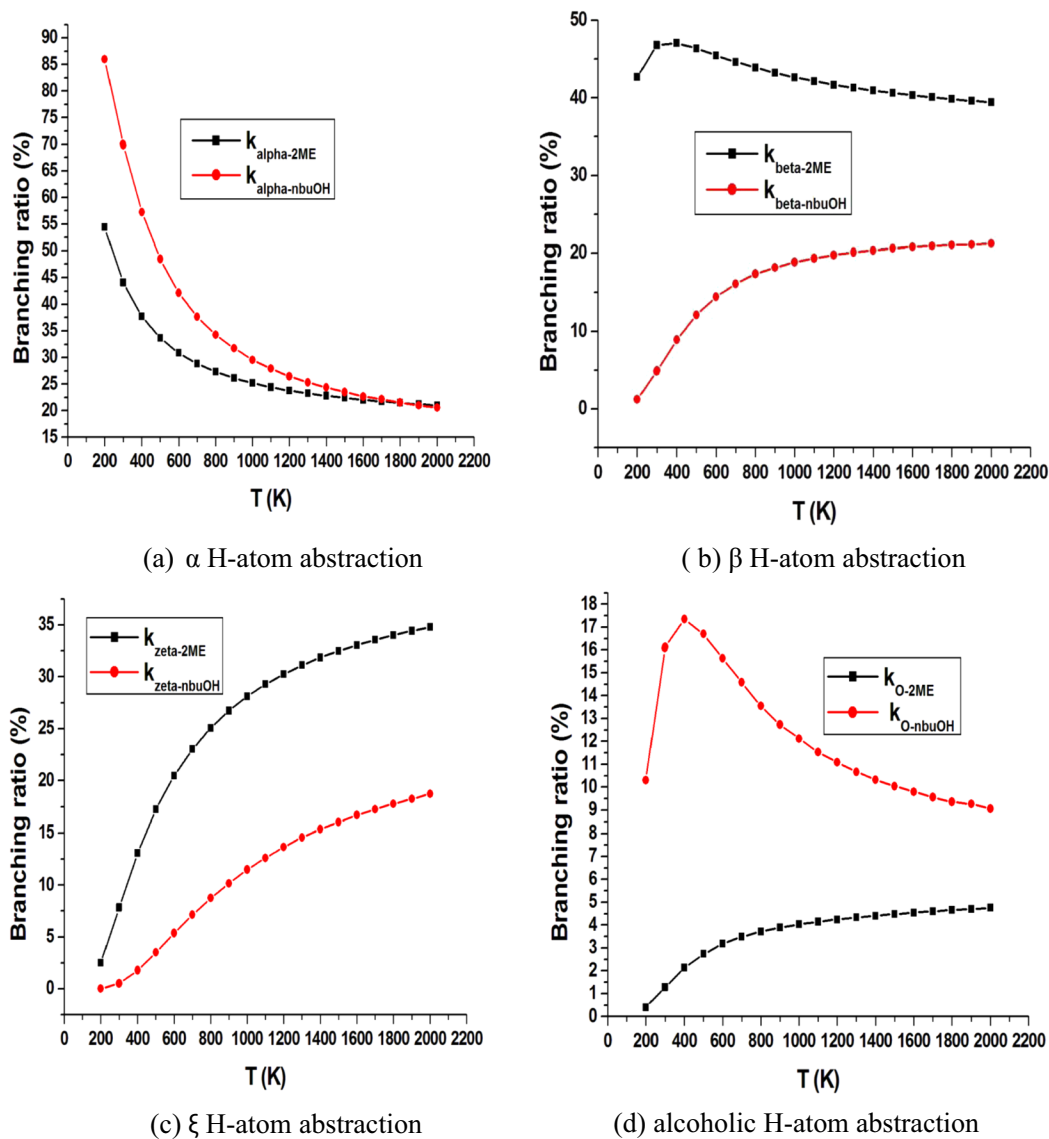 Branching ratio (%)
90
85
80
75
70
65
60
55
50
45
40
35
30
25
20
15
k alpha-2ME
k alpha-nbuOH
0 200 400 600 800 1000 1200 1400 1600 1800 2000 2200
T (K)
(a) α H-atom abstraction
Branching ratio (%)
50
40
30
20
10
0
k beta-2ME
k beta-nbuOH
0 200 400 600 800 1000 1200 1400 1600 1800 2000 2200
T (K)
( b) β H-atom abstraction
Branching ratio (%)
35
30
25
20
15
10
5
0
k zeta-2ME
k zeta-nbuOH
0 200 400 600 800 1000 1200 1400 1600 1800 2000 2200
T (K)
(c) ξ H-atom abstraction
Branching ratio (%)
18
17
16
15
14
13
12
11
10
9
8
7
6
5
4
3
2
1
0
k O-2ME
k O-nbuOH
0 200 400 600 800 1000 1200 1400 1600 1800 2000 2200
T (K)
(d) alcoholic H-atom abstraction